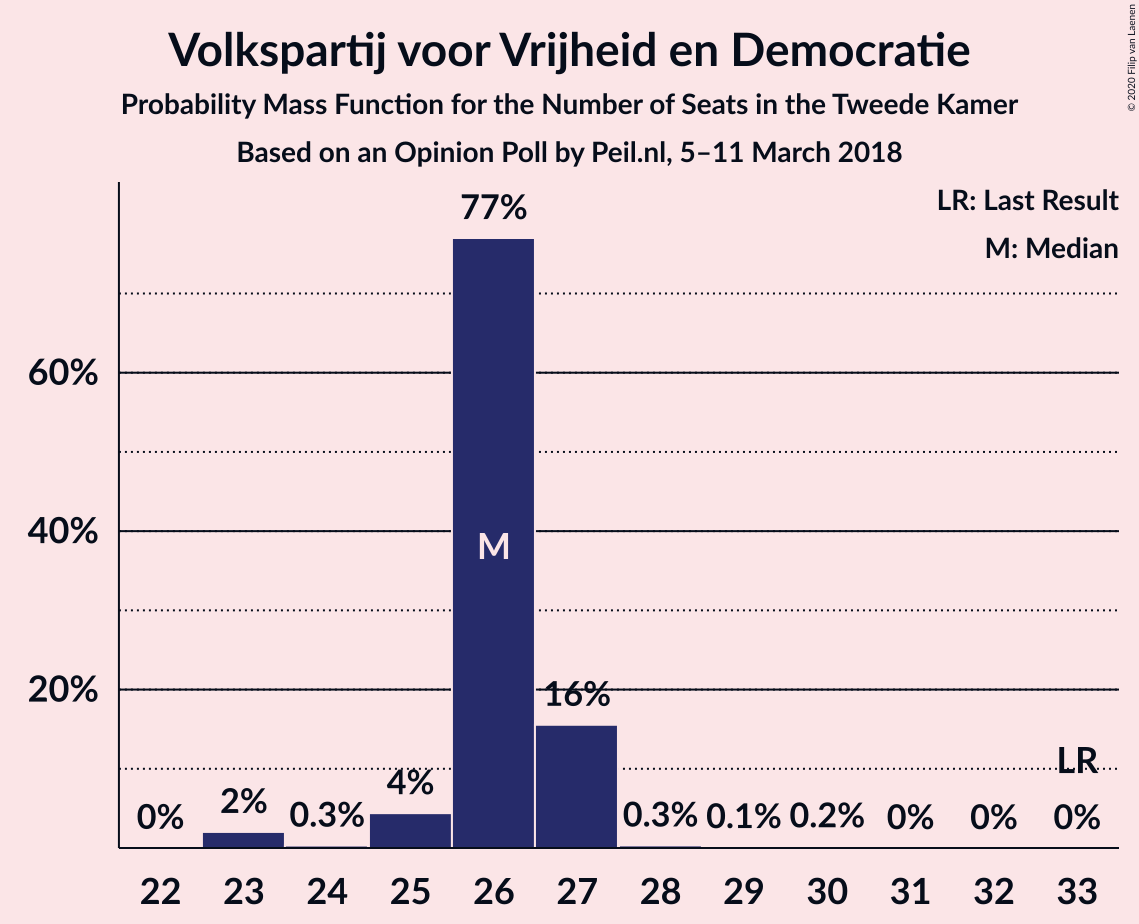 Volkspartij voor Vrijheid en Democratie
Probability Mass Function for the Number of Seats in the Tweede Kamer
Based on an Opinion Poll by Peil.nl, 5–11 March 2018
© 2020 Filip van Laenen
LR: Last Result
M: Median
77%
60%
40%
M
20%
16%
LR
0% 2% 0.3% 4% 0.3% 0.1% 0.2% 0% 0% 0%
22 23 24 25 26 27 28 29 30 31 32 33